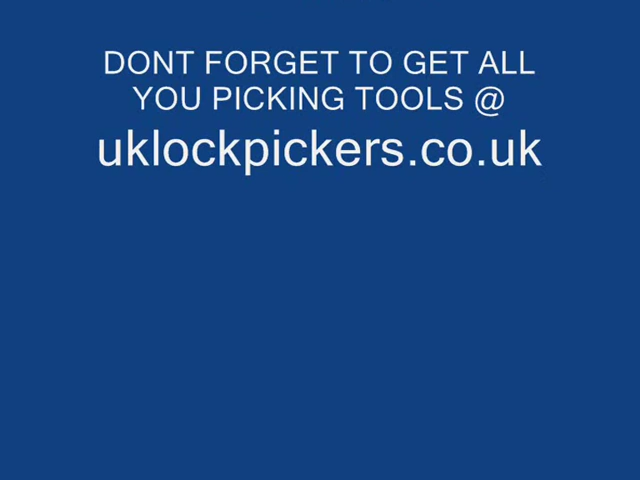 DONT FORGET TO GET ALL
YOU PICKING TOOLS @
uklockpickers.co.uk